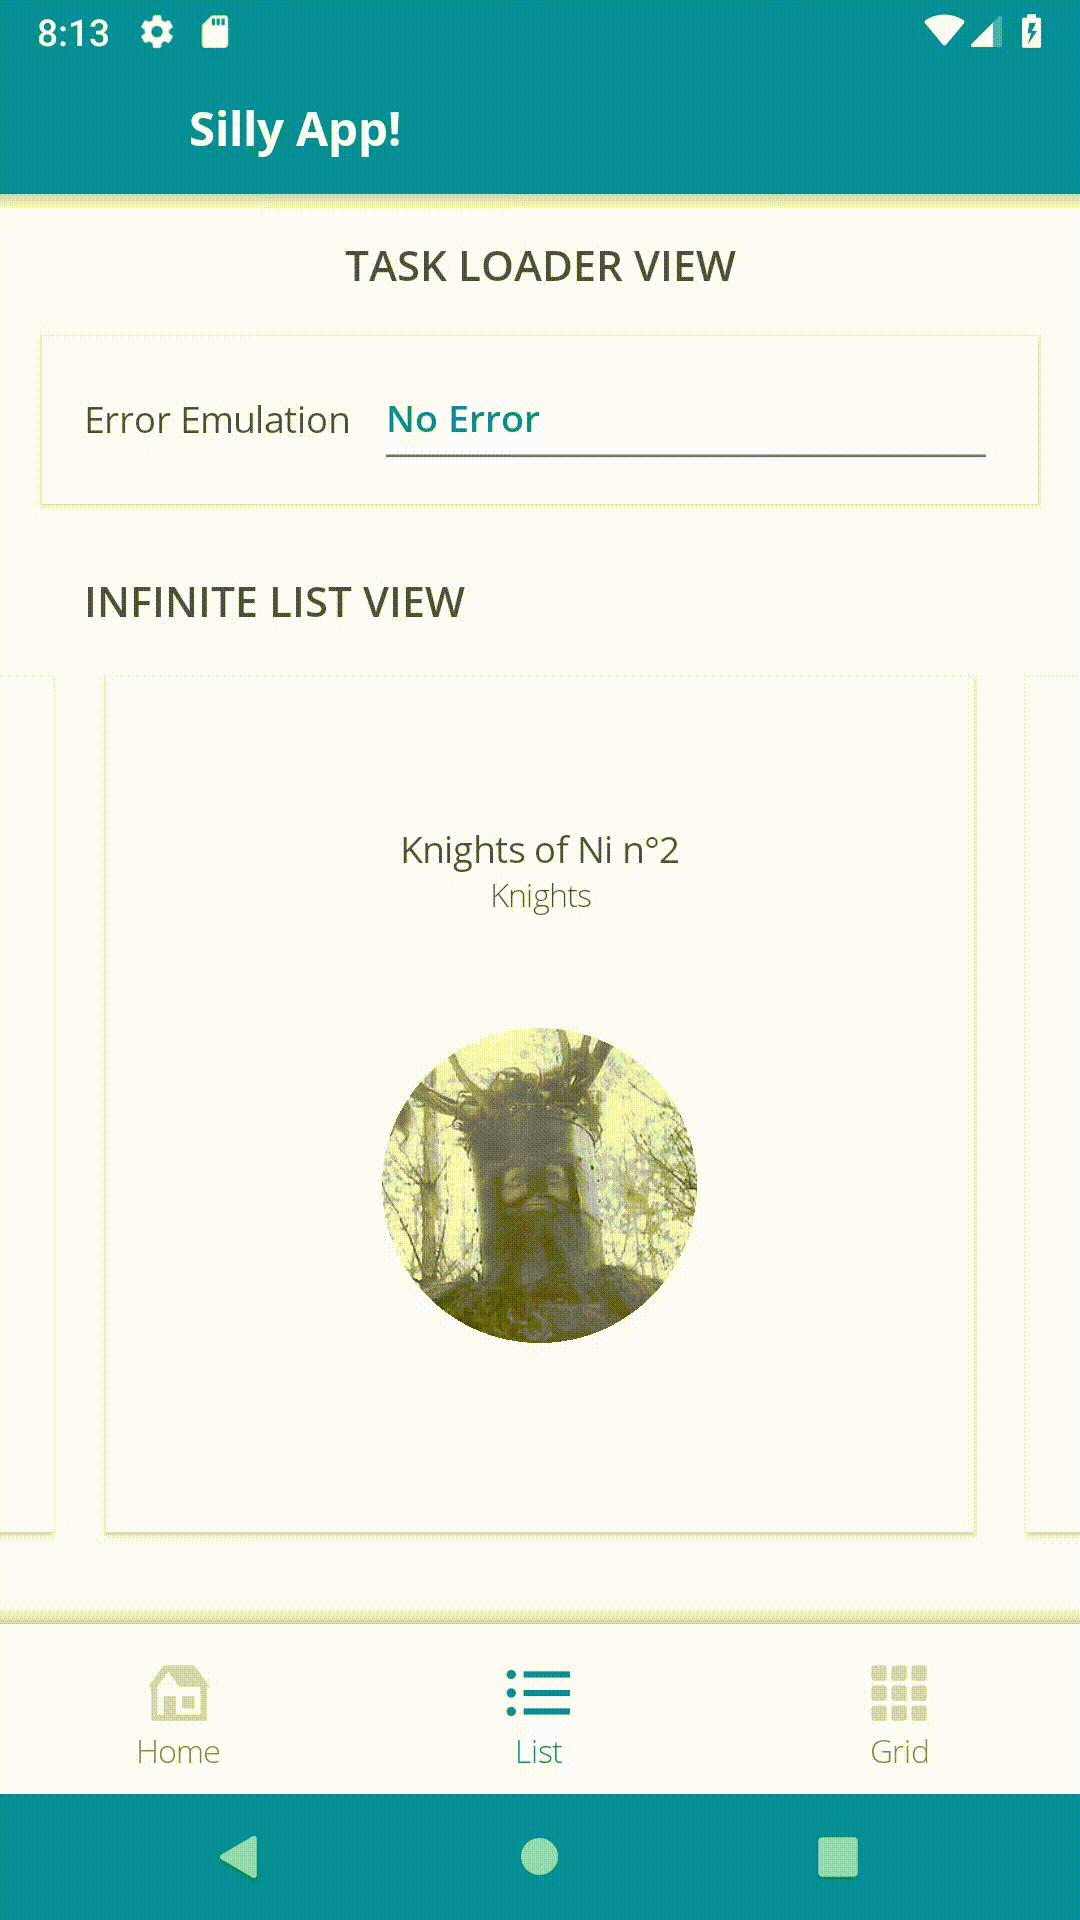 8:13
Silly App!
TASK LOADER VIEW
Error Emulation No Error
INFINITE LIST VIEW
Knights of Ni n°2
Knights
Home List Grid